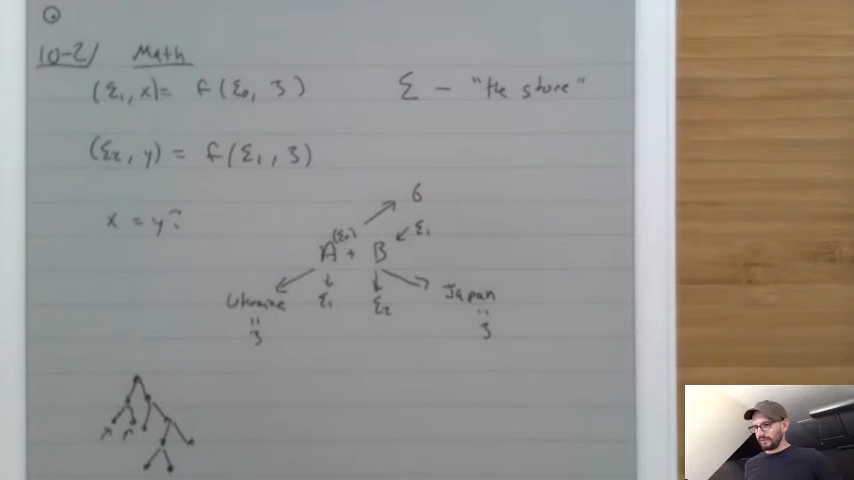 10-2/ Math
(Σ₁, x) = f(Σ₀, 3)
Σ – "the store"
(Σ₂, y) = f(Σ₁, 3)
x = y?
6
(Σ₀) ↙ Σ₁
A + B
Ukraine Σ₁ Σ₂ Japan
= =
3 3